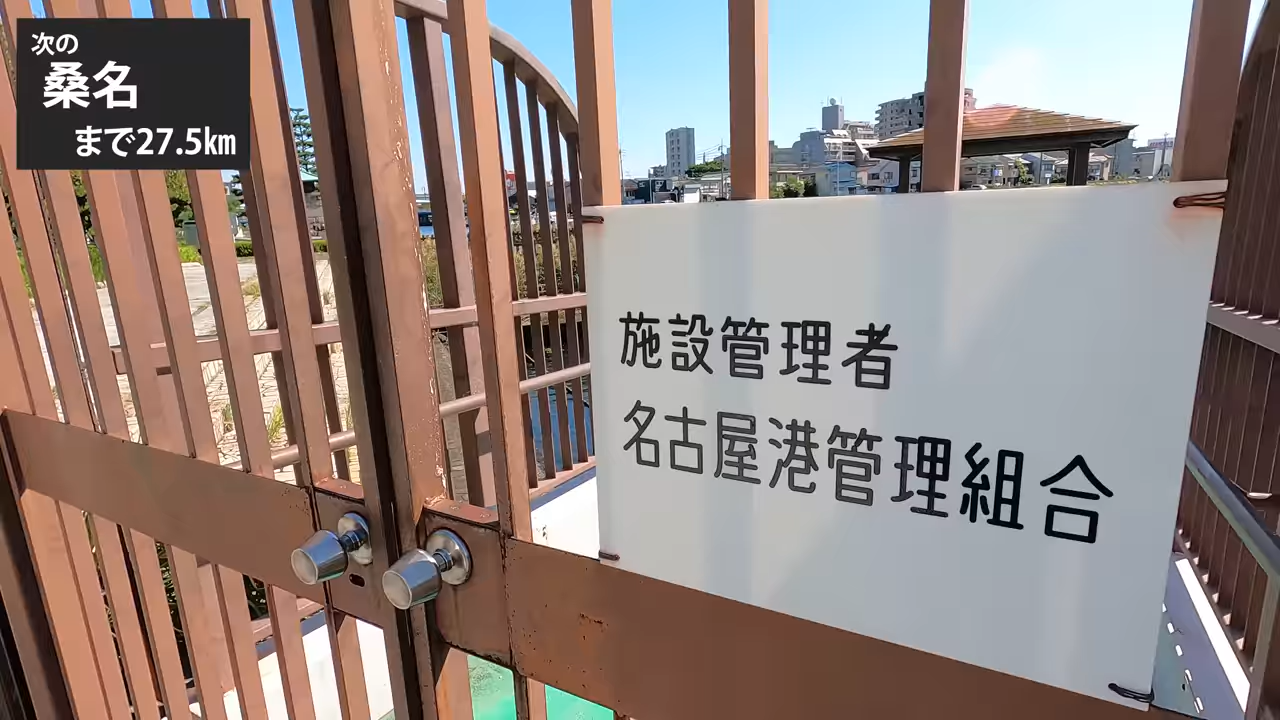 次の
桑名
まで27.5km
施設管理者
名古屋港管理組合